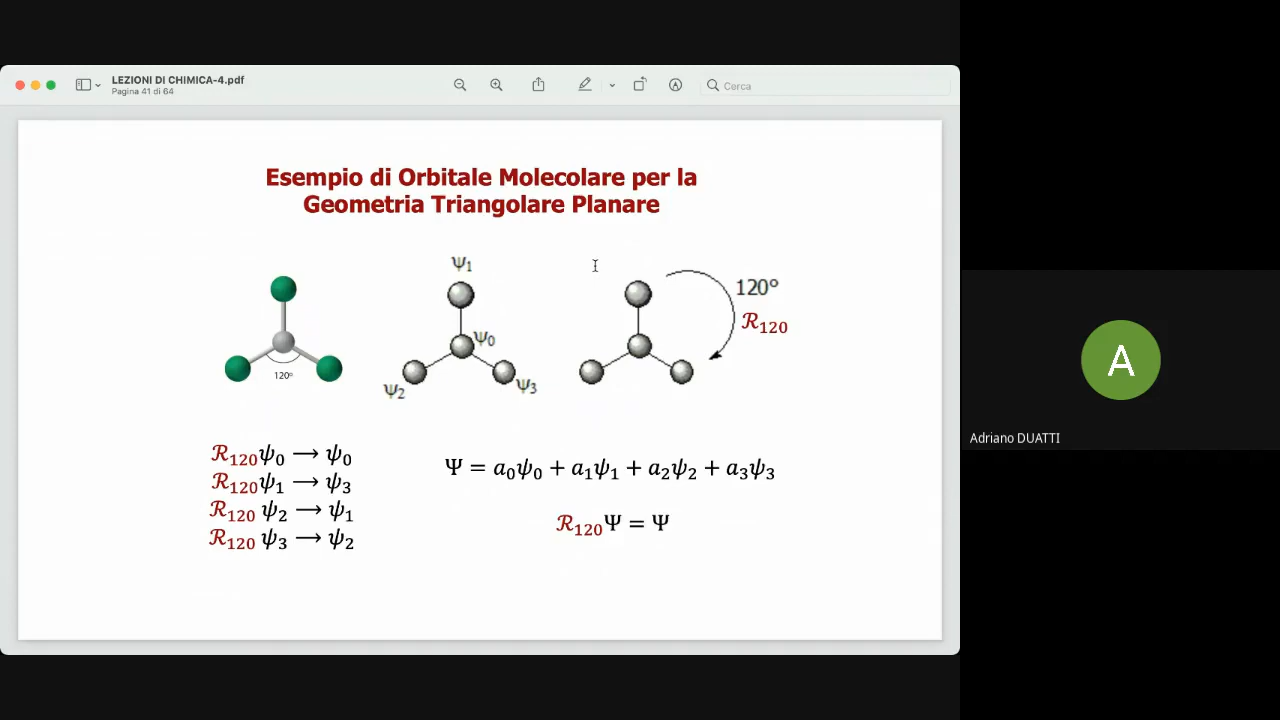 LEZIONI DI CHIMICA-4.pdf
Pagina 41 di 64
Cerca
Esempio di Orbitale Molecolare per la
Geometria Triangolare Planare
120°
ψ₁
ψ₀
ψ₂
ψ₃
120°
ℛ₁₂₀
ℛ₁₂₀ψ₀ ⟶ ψ₀
ℛ₁₂₀ψ₁ ⟶ ψ₃
ℛ₁₂₀ ψ₂ ⟶ ψ₁
ℛ₁₂₀ ψ₃ ⟶ ψ₂
Ψ = a₀ψ₀ + a₁ψ₁ + a₂ψ₂ + a₃ψ₃
ℛ₁₂₀Ψ = Ψ
A
Adriano DUATTI